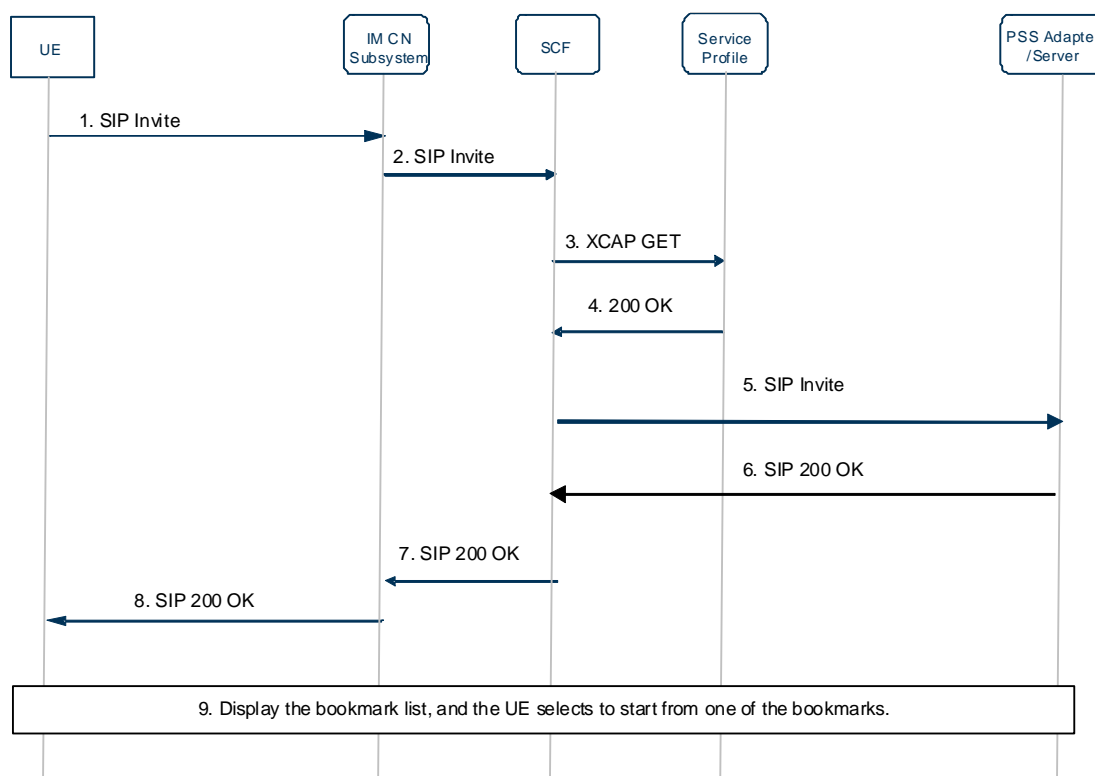 UE
IM CN
Subsystem
SCF
Service
Profile
PSS Adapte
/Server
1. SIP Invite
2. SIP Invite
3. XCAP GET
4. 200 OK
5. SIP Invite
6. SIP 200 OK
7. SIP 200 OK
8. SIP 200 OK
9. Display the bookmark list, and the UE selects to start from one of the bookmarks.